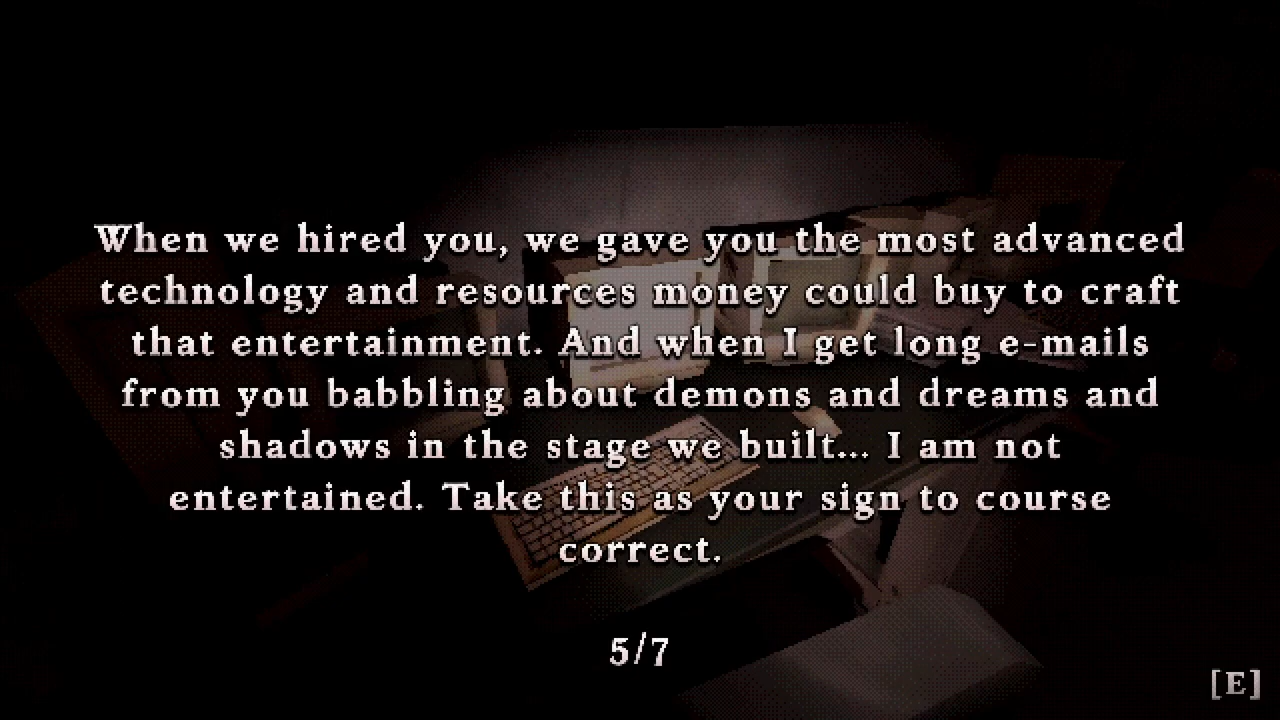 When we hired you, we gave you the most advanced
technology and resources money could buy to craft
that entertainment. And when I get long e-mails
from you babbling about demons and dreams and
shadows in the stage we built... I am not
entertained. Take this as your sign to course
correct.
5/7
[E]